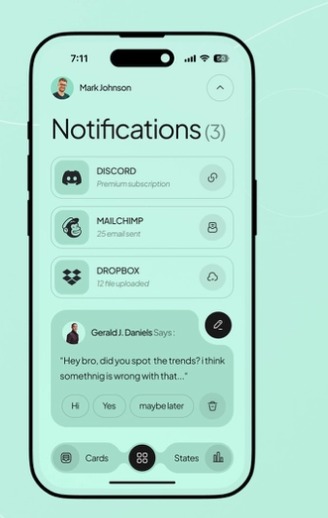 7:11
Mark Johnson
Notifications (3)
DISCORD
Premium subscription
MAILCHIMP
25 email sent
DROPBOX
12 file uploaded
Gerald J. Daniels Says :
"Hey bro, did you spot the trends? i think
somethnig is wrong with that..."
Hi Yes maybe later
Cards States